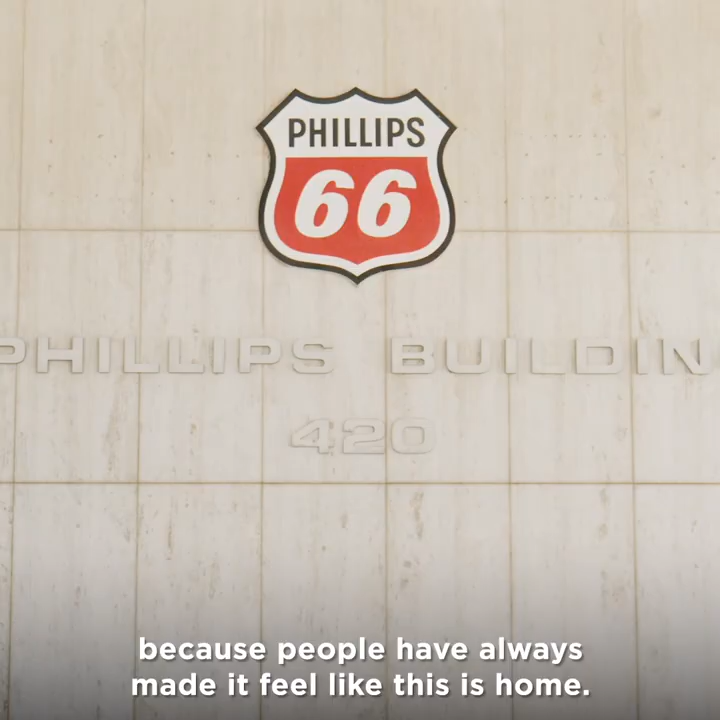 PHILLIPS
66
PHILLIPS BUILDIN
420
because people have always
made it feel like this is home.